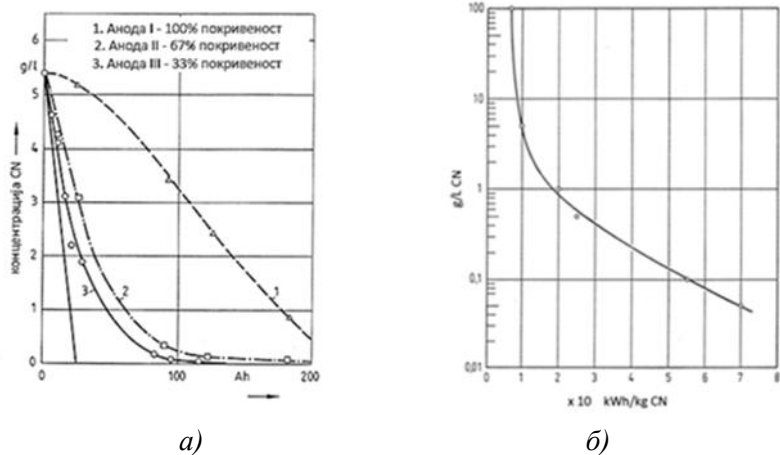 1. Анода I - 100% покривеност
2. Анода II - 67% покривеност
3. Анода III - 33% покривеност
6
g/l
5
4
3
2
1
0
концентрација CN
3
2
1
0
100
Ah
200
а)
100
10
1
0,1
0,01
g/L CN
0 1 2 3 4 5 6 7 8
x 10 kWh/kg CN
б)